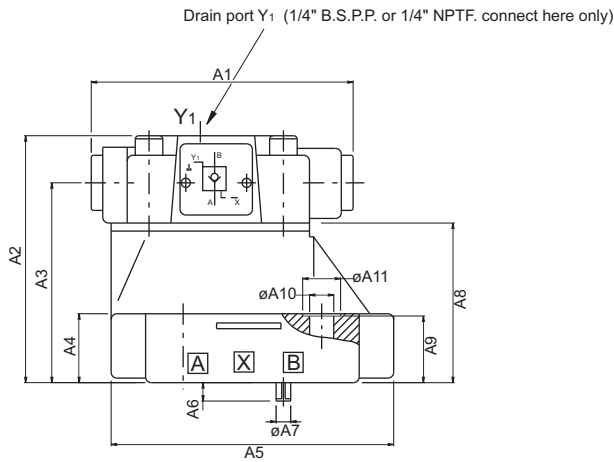 Drain port Y1 (1/4" B.S.P.P. or 1/4" NPTF. connect here only)
A1
Y1
Y1 B
A X
A2
A3
A8
øA11
øA10
A4
A9
A X B
A6
øA7
A5